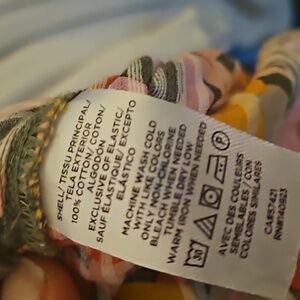 SHELL/ TISSU PRINCIPAL/
TELA EXTERIOR
100% COTTON/ COTON/
ALGODON
EXCLUSIVE OF ELASTIC/
SAUF ÉLASTIQUE/ EXCEPTO
ELÁSTICO
MACHINE WASH COLD
ONLY LIKE COLORS
BLEACH NON-CHLORINE
WHEN NEEDED
TUMBLE DRY LOW
WARM IRON WHEN NEEDED
30
AVEC DES COULEURS
SEMBLABLES / CON
COLORES SIMILARES
CA#57421
RN#140923